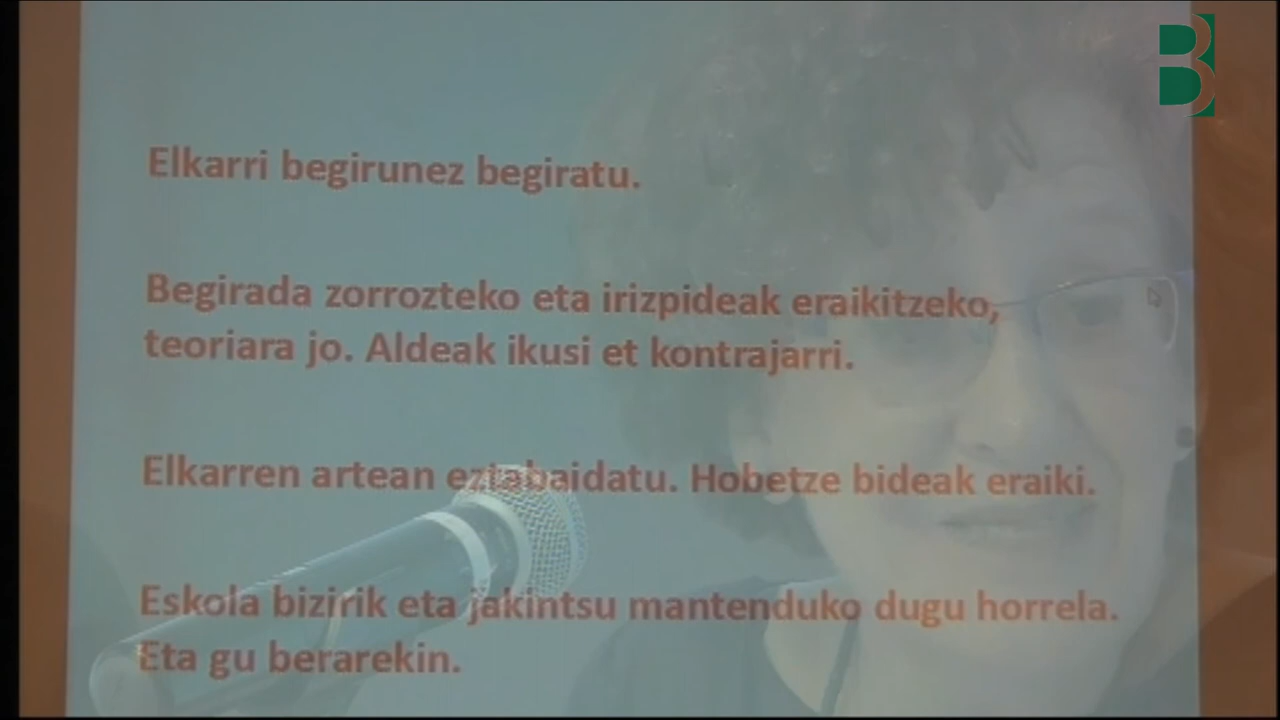 B
Elkarri begirunez begiratu.
Begirada zorrozteko eta irizpideak eraikitzeko,
teoriara jo. Aldeak ikusi et kontrajarri.
Elkarren artean eztabaidatu. Hobetze bideak eraiki.
Eskola bizirik eta jakintsu mantenduko dugu horrela.
Eta gu berarekin.